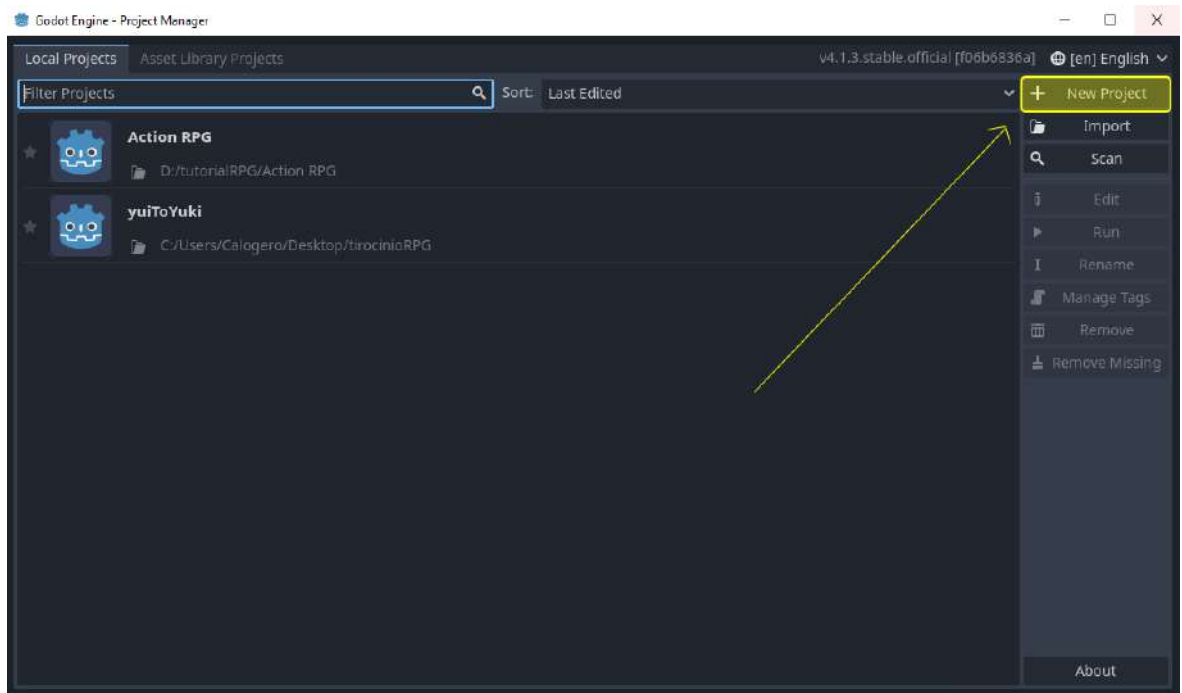 Godot Engine - Project Manager
Local Projects Asset Library Projects v4.1.3.stable.official [f06b6836a] [en] English
Filter Projects Sort: Last Edited + New Project
Import
Scan
Action RPG
D:/tutorialRPG/Action RPG
yuiToYuki
C:/Users/Calogero/Desktop/tirocinioRPG
Edit
Run
Rename
Manage Tags
Remove
Remove Missing
About